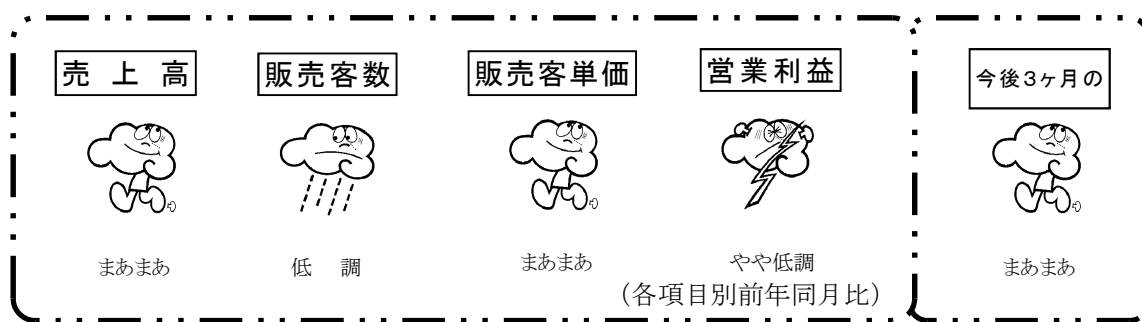 売上高
販売客数
販売客単価
営業利益
今後3ヶ月の
まあまあ
低調
まあまあ
やや低調
まあまあ
(各項目別前年同月比)